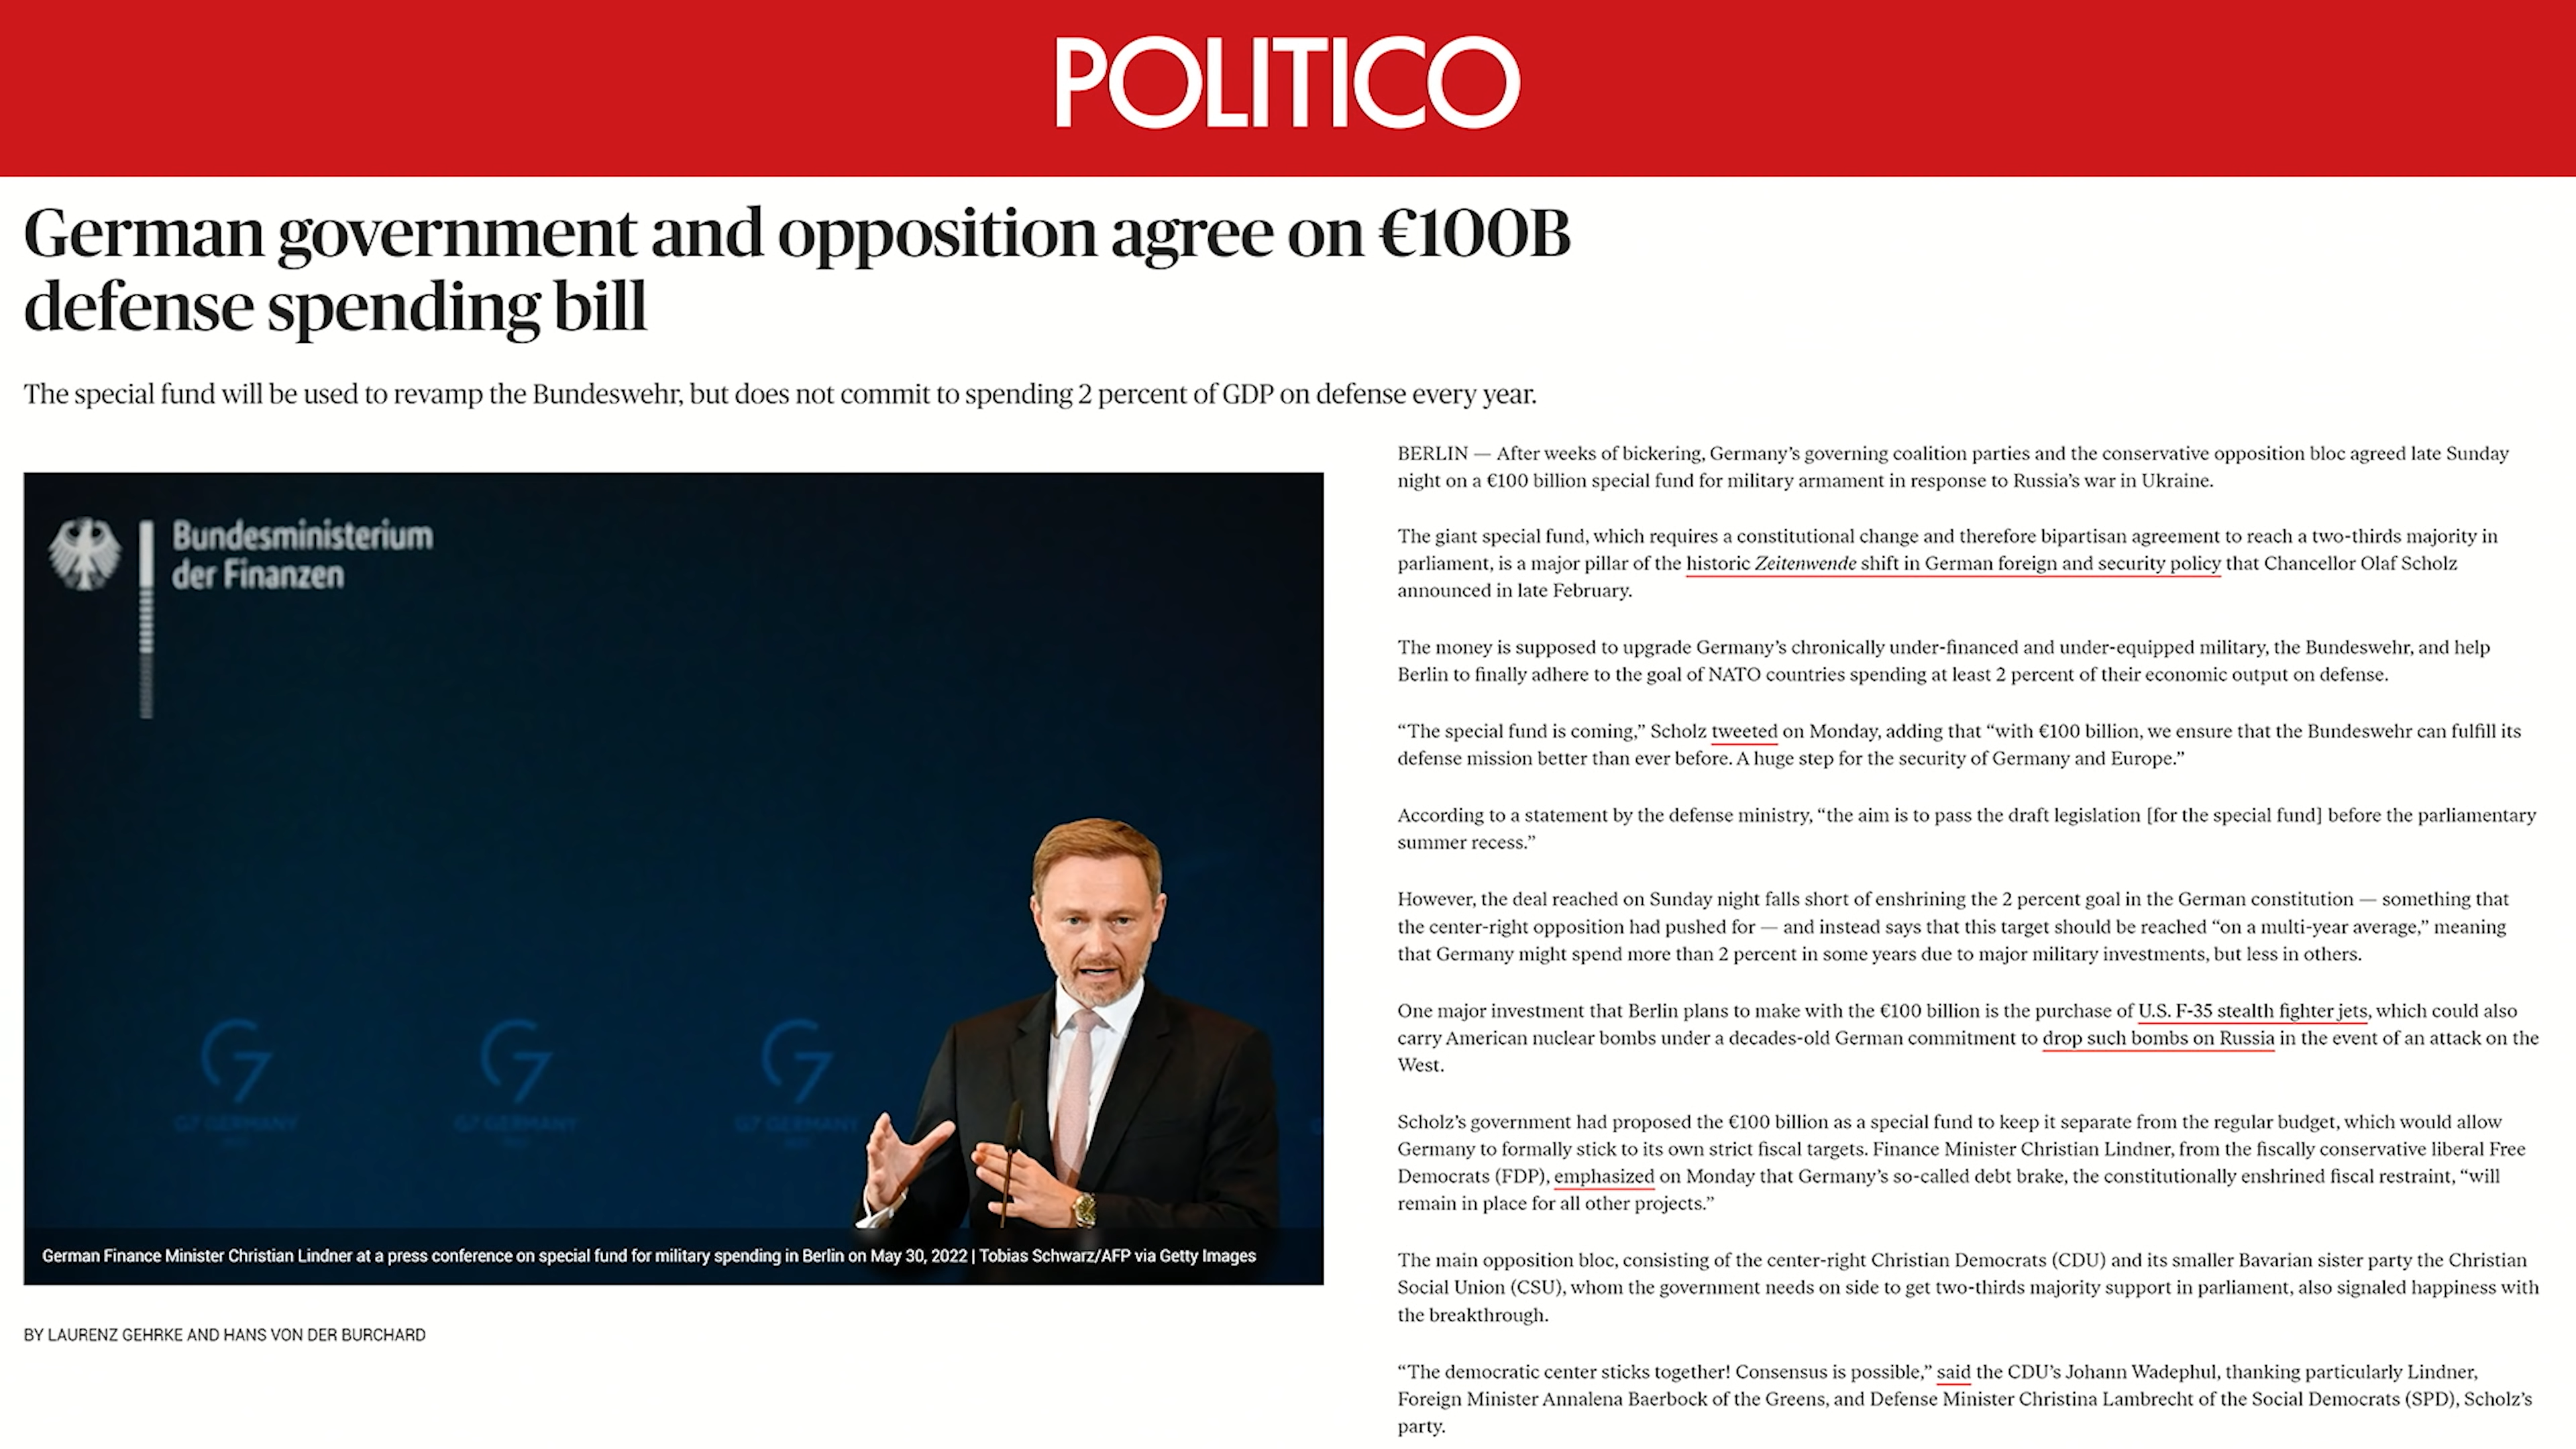 POLITICO
German government and opposition agree on €100B
defense spending bill
The special fund will be used to revamp the Bundeswehr, but does not commit to spending 2 percent of GDP on defense every year.
Bundesministerium
der Finanzen
G7 GERMANY
G7 GERMANY
G7 GERMANY
German Finance Minister Christian Lindner at a press conference on special fund for military spending in Berlin on May 30, 2022 | Tobias Schwarz/AFP via Getty Images
BY LAURENZ GEHRKE AND HANS VON DER BURCHARD
BERLIN — After weeks of bickering, Germany’s governing coalition parties and the conservative opposition bloc agreed late Sunday
night on a €100 billion special fund for military armament in response to Russia’s war in Ukraine.
The giant special fund, which requires a constitutional change and therefore bipartisan agreement to reach a two-thirds majority in
parliament, is a major pillar of the historic Zeitenwende shift in German foreign and security policy that Chancellor Olaf Scholz
announced in late February.
The money is supposed to upgrade Germany’s chronically under-financed and under-equipped military, the Bundeswehr, and help
Berlin to finally adhere to the goal of NATO countries spending at least 2 percent of their economic output on defense.
“The special fund is coming,” Scholz tweeted on Monday, adding that “with €100 billion, we ensure that the Bundeswehr can fulfill its
defense mission better than ever before. A huge step for the security of Germany and Europe.”
According to a statement by the defense ministry, “the aim is to pass the draft legislation [for the special fund] before the parliamentary
summer recess.”
However, the deal reached on Sunday night falls short of enshrining the 2 percent goal in the German constitution — something that
the center-right opposition had pushed for — and instead says that this target should be reached “on a multi-year average,” meaning
that Germany might spend more than 2 percent in some years due to major military investments, but less in others.
One major investment that Berlin plans to make with the €100 billion is the purchase of U.S. F-35 stealth fighter jets, which could also
carry American nuclear bombs under a decades-old German commitment to drop such bombs on Russia in the event of an attack on the
West.
Scholz’s government had proposed the €100 billion as a special fund to keep it separate from the regular budget, which would allow
Germany to formally stick to its own strict fiscal targets. Finance Minister Christian Lindner, from the fiscally conservative liberal Free
Democrats (FDP), emphasized on Monday that Germany’s so-called debt brake, the constitutionally enshrined fiscal restraint, “will
remain in place for all other projects.”
The main opposition bloc, consisting of the center-right Christian Democrats (CDU) and its smaller Bavarian sister party the Christian
Social Union (CSU), whom the government needs on side to get two-thirds majority support in parliament, also signaled happiness with
the breakthrough.
“The democratic center sticks together! Consensus is possible,” said the CDU’s Johann Wadephul, thanking particularly Lindner,
Foreign Minister Annalena Baerbock of the Greens, and Defense Minister Christina Lambrecht of the Social Democrats (SPD), Scholz’s
party.